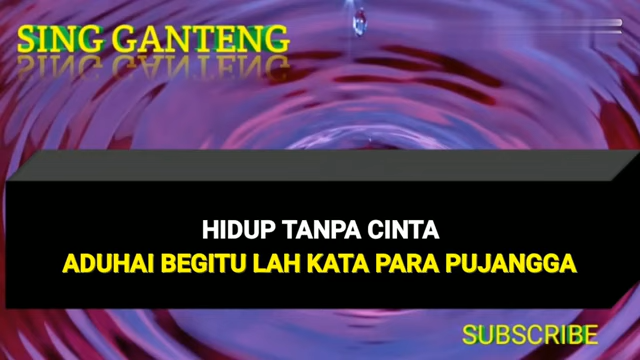 SING GANTENG
HIDUP TANPA CINTA
ADUHAI BEGITU LAH KATA PARA PUJANGGA
SUBSCRIBE